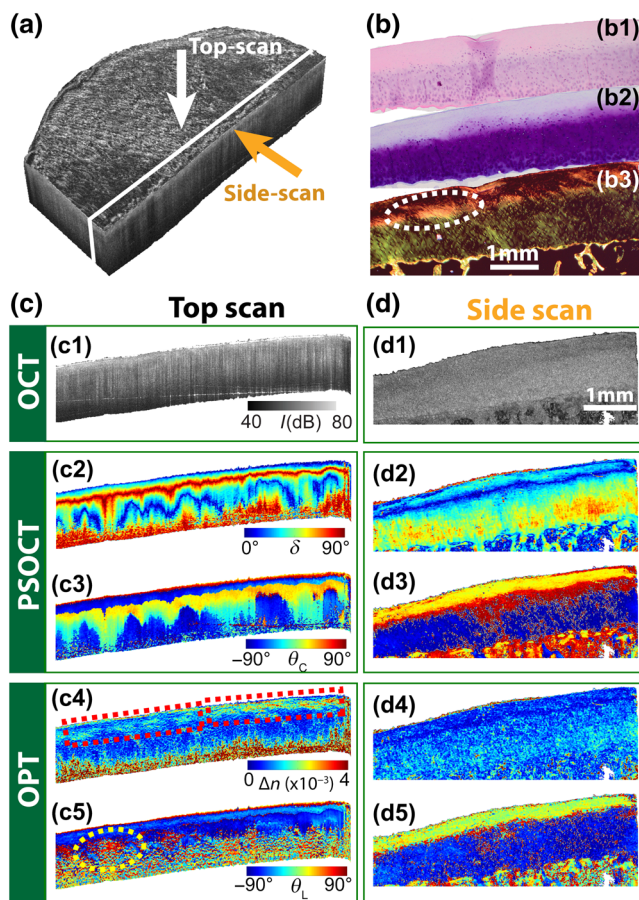 (a)
Top-scan
Side-scan
(b)
(b1)
(b2)
(b3)
1mm
(c)
Top scan
(d)
Side scan
OCT
(c1)
40 I(dB) 80
(d1)
1mm
PSOCT
(c2)
0° δ 90°
(d2)
(c3)
−90° θC 90°
(d3)
OPT
(c4)
0 Δn (x10⁻³) 4
(d4)
(c5)
−90° θL 90°
(d5)